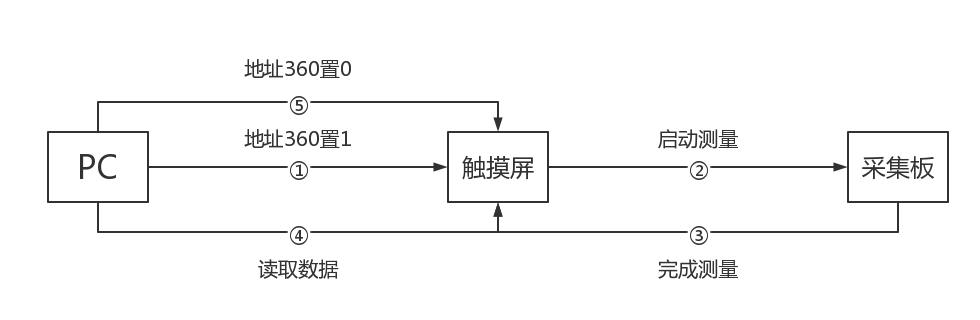 地址360置0
⑤
地址360置1
启动测量
PC
①
触摸屏
②
采集板
④
③
读取数据
完成测量